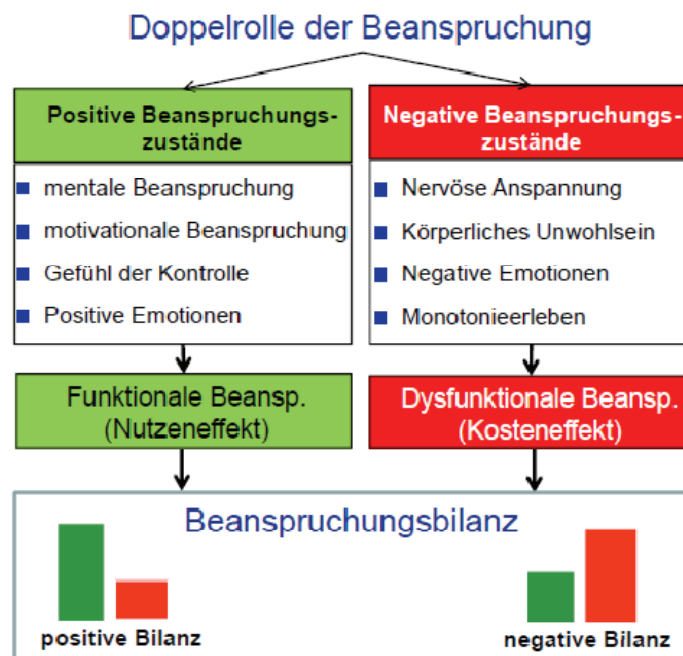 Doppelrolle der Beanspruchung
Positive Beanspruchungs-
zustände
mentale Beanspruchung
motivationale Beanspruchung
Gefühl der Kontrolle
Positive Emotionen
Negative Beanspruchungs-
zustände
Nervöse Anspannung
Körperliches Unwohlsein
Negative Emotionen
Monotonieerleben
Funktionale Beansp.
(Nutzeneffekt)
Dysfunktionale Beansp.
(Kosteneffekt)
Beanspruchungsbilanz
positive Bilanz
negative Bilanz